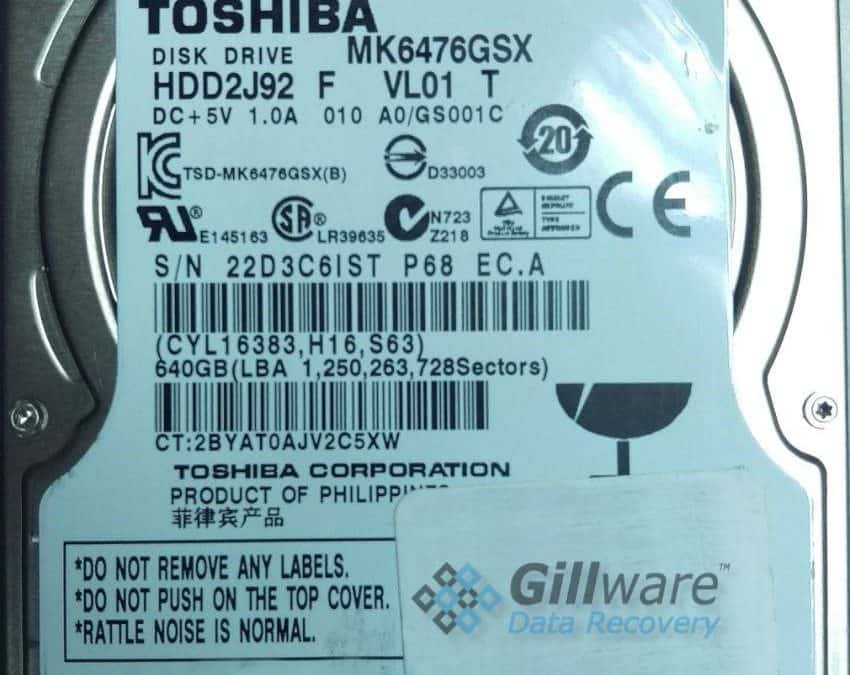 TOSHIBA
DISK DRIVE MK6476GSX
HDD2J92 F VL01 T
DC+5V 1.0A 010 A0/GS001C
20
TSD-MK6476GSX(B)
D33003
E145163
SA ®
LR39635
N723
Z218
CE
S/N 22D3C6IST P68 EC.A
(CYL16383,H16,S63)
640GB(LBA 1,250,263,728Sectors)
CT:2BYAT0AJV2C5XW
TOSHIBA CORPORATION
PRODUCT OF
菲律宾产品
*DO NOT REMOVE ANY LABELS.
*DO NOT PUSH ON THE TOP COVER.
*RATTLE NOISE IS NORMAL.
Gillware™
Data Recovery